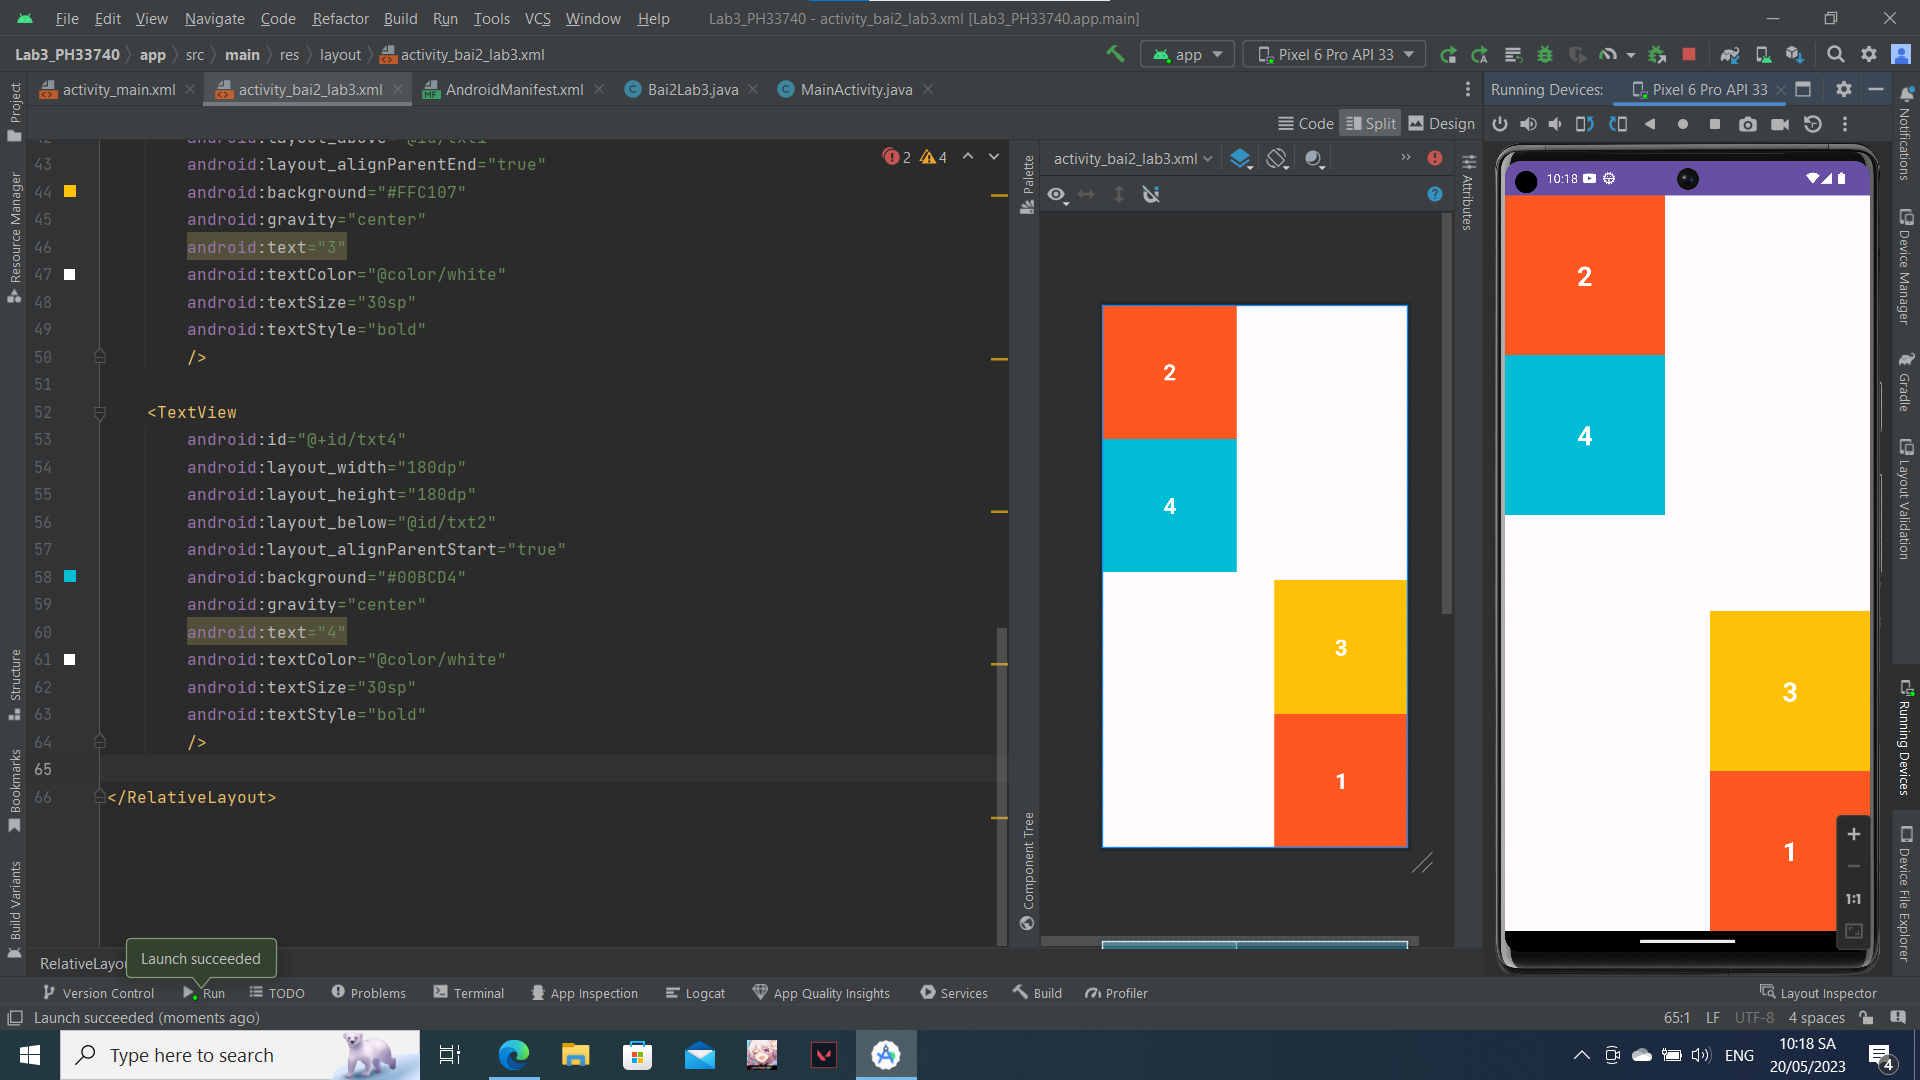 File Edit View Navigate Code Refactor Build Run Tools VCS Window Help Lab3_PH33740 - activity_bai2_lab3.xml [Lab3_PH33740.app.main]
Lab3_PH33740 app src main res layout activity_bai2_lab3.xml app Pixel 6 Pro API 33
activity_main.xml activity_bai2_lab3.xml AndroidManifest.xml Bai2Lab3.java MainActivity.java
Running Devices: Pixel 6 Pro API 33
Code Split Design
Project
Resource Manager
Structure
Bookmarks
Build Variants
2 4
43 android:layout_alignParentEnd="true"
44 android:background="#FFC107"
45 android:gravity="center"
46 android:text="3"
47 android:textColor="@color/white"
48 android:textSize="30sp"
49 android:textStyle="bold"
50 />
51
52 <TextView
53 android:id="@+id/txt4"
54 android:layout_width="180dp"
55 android:layout_height="180dp"
56 android:layout_below="@id/txt2"
57 android:layout_alignParentStart="true"
58 android:background="#00BCD4"
59 android:gravity="center"
60 android:text="4"
61 android:textColor="@color/white"
62 android:textSize="30sp"
63 android:textStyle="bold"
64 />
65
66 </RelativeLayout>
Palette
Component Tree
activity_bai2_lab3.xml
Attributes
2
4
3
1
10:18
2
4
3
1
1:1
Notifications
Device Manager
Gradle
Layout Validation
Running Devices
Device File Explorer
Launch succeeded
Version Control Run TODO Problems Terminal App Inspection Logcat App Quality Insights Services Build Profiler Layout Inspector
Launch succeeded (moments ago) 65:1 LF UTF-8 4 spaces
Type here to search
ENG
10:18 SA
20/05/2023
4